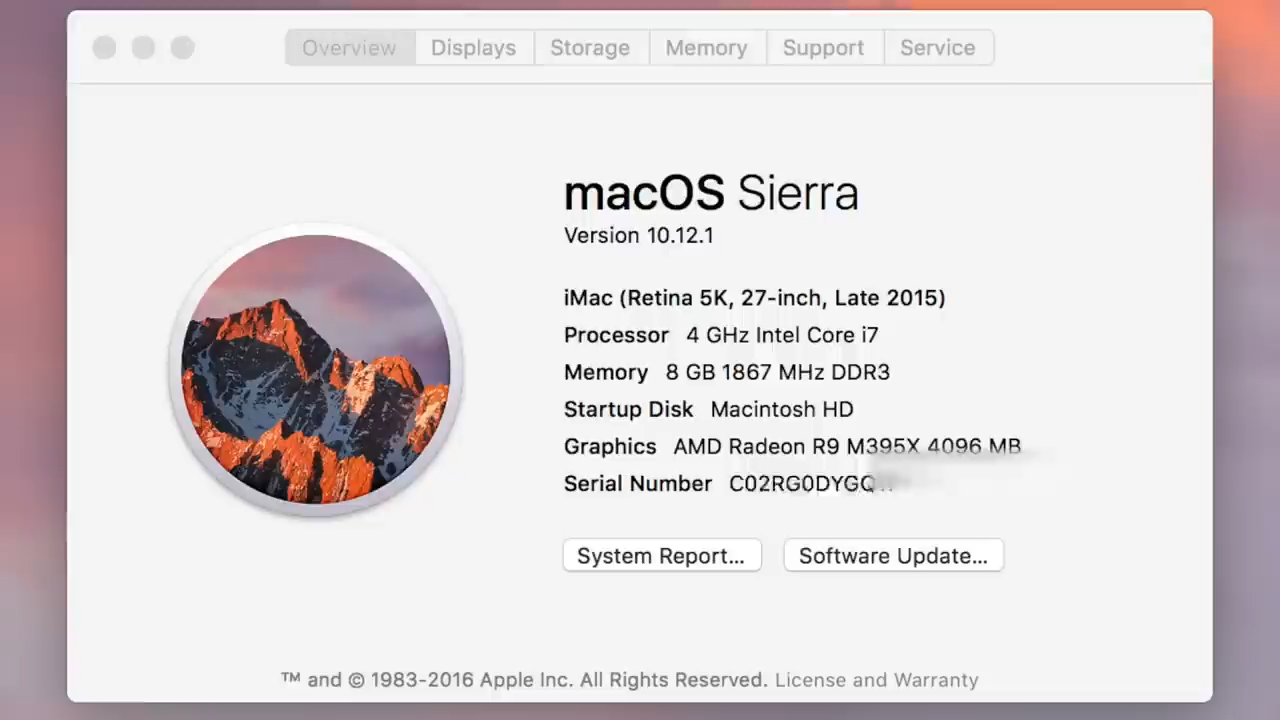 Overview Displays Storage Memory Support Service
macOS Sierra
Version 10.12.1
iMac (Retina 5K, 27-inch, Late 2015)
Processor 4 GHz Intel Core i7
Memory 8 GB 1867 MHz DDR3
Startup Disk Macintosh HD
Graphics AMD Radeon R9 M395X 4096 MB
Serial Number
System Report... Software Update...
™ and © 1983-2016 Apple Inc. All Rights Reserved. License and Warranty